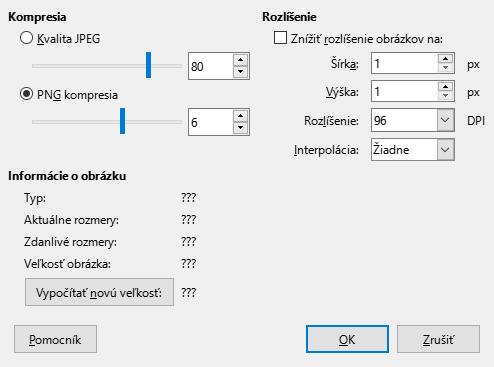 Kompresia
Kvalita JPEG
80
PNG kompresia
6
Rozlíšenie
Znížiť rozlíšenie obrázkov na:
Šírka: 1 px
Výška: 1 px
Rozlíšenie: 96 DPI
Interpolácia: Žiadne
Informácie o obrázku
Typ: ???
Aktuálne rozmery: ???
Zdanlivé rozmery: ???
Veľkosť obrázka: ???
Vypočítať novú veľkosť: ???
Pomocník
OK
Zrušiť